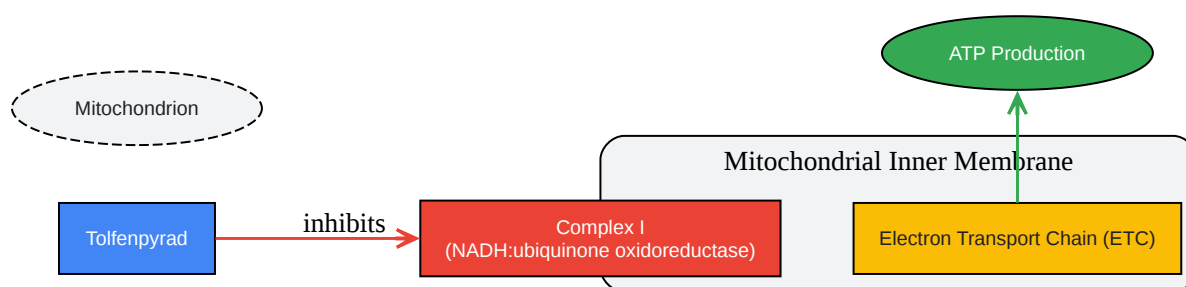 ATP Production
Mitochondrion
Mitochondrial Inner Membrane
Tolfenpyrad
inhibits
Complex I
(NADH:ubiquinone oxidoreductase)
Electron Transport Chain (ETC)